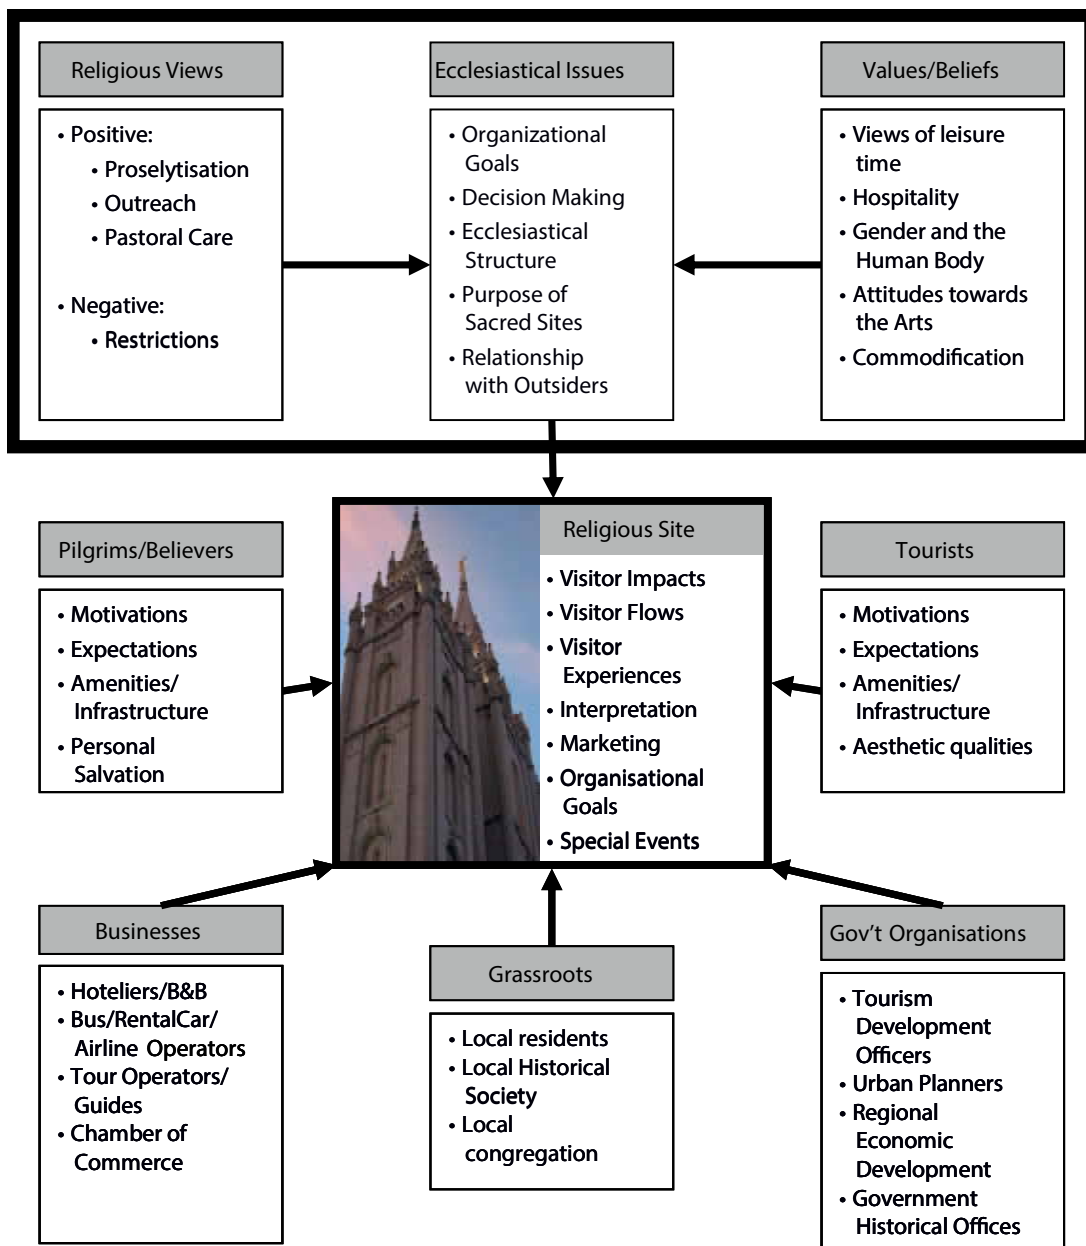 Religious Views
• Positive:
• Proselytisation
• Outreach
• Pastoral Care
• Negative:
• Restrictions
Ecclesiastical Issues
• Organizational
Goals
• Decision Making
• Ecclesiastical
Structure
• Purpose of
Sacred Sites
• Relationship
with Outsiders
Values/Beliefs
• Views of leisure
time
• Hospitality
• Gender and the
Human Body
• Attitudes towards
the Arts
• Commodification
Pilgrims/Believers
• Motivations
• Expectations
• Amenities/
Infrastructure
• Personal
Salvation
Religious Site
• Visitor Impacts
• Visitor Flows
• Visitor
Experiences
• Interpretation
• Marketing
• Organisational
Goals
• Special Events
Tourists
• Motivations
• Expectations
• Amenities/
Infrastructure
• Aesthetic qualities
Businesses
• Hoteliers/B&B
• Bus/RentalCar/
Airline Operators
• Tour Operators/
Guides
• Chamber of
Commerce
Grassroots
• Local residents
• Local Historical
Society
• Local
congregation
Gov't Organisations
• Tourism
Development
Officers
• Urban Planners
• Regional
Economic
Development
• Government
Historical Offices